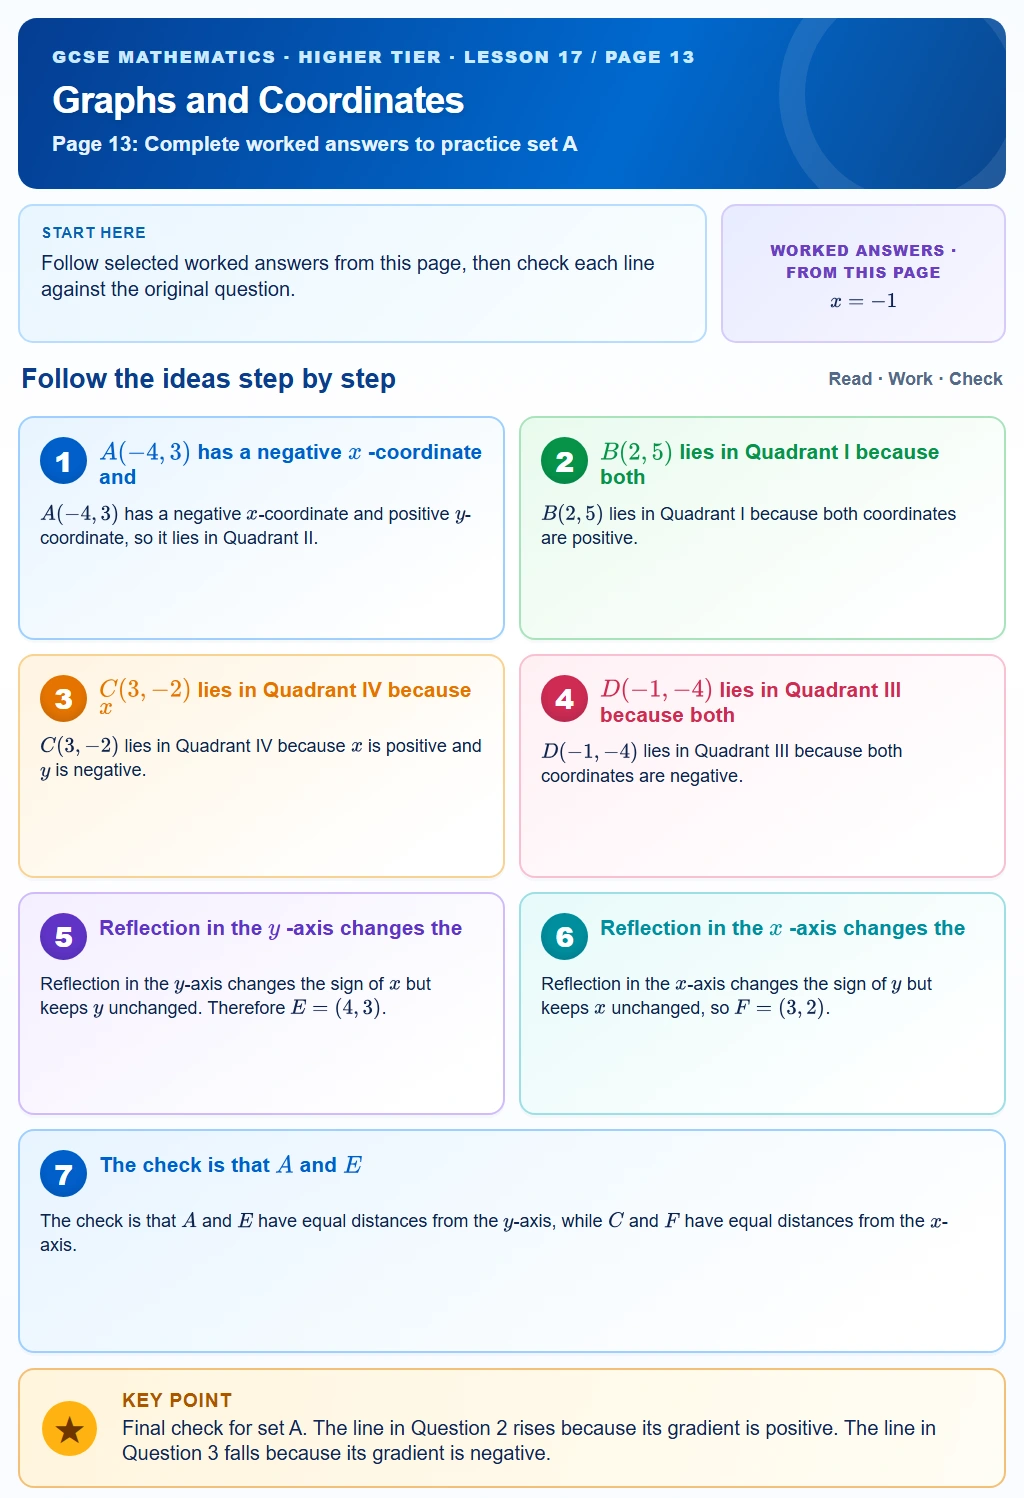 GCSE MATHEMATICS · HIGHER TIER · LESSON 17 / PAGE 13
Graphs and Coordinates
Page 13: Complete worked answers to practice set A
START HERE
Follow selected worked answers from this page, then check each line
against the original question.
WORKED ANSWERS ·
FROM THIS PAGE
x = −1
Follow the ideas step by step
Read · Work · Check
1
A(−4, 3) has a negative x -coordinate
and
A(−4, 3) has a negative x-coordinate and positive y-
coordinate, so it lies in Quadrant II.
2
B(2, 5) lies in Quadrant I because
both
B(2, 5) lies in Quadrant I because both coordinates
are positive.
3
C(3, −2) lies in Quadrant IV because
x
C(3, −2) lies in Quadrant IV because x is positive and
y is negative.
4
D(−1, −4) lies in Quadrant III
because both
D(−1, −4) lies in Quadrant III because both
coordinates are negative.
5
Reflection in the y -axis changes the
Reflection in the y-axis changes the sign of x but
keeps y unchanged. Therefore E = (4, 3).
6
Reflection in the x -axis changes the
Reflection in the x-axis changes the sign of y but
keeps x unchanged, so F = (3, 2).
7
The check is that A and E
The check is that A and E have equal distances from the y-axis, while C and F have equal distances from the x-
axis.
KEY POINT
Final check for set A. The line in Question 2 rises because its gradient is positive. The line in
Question 3 falls because its gradient is negative.